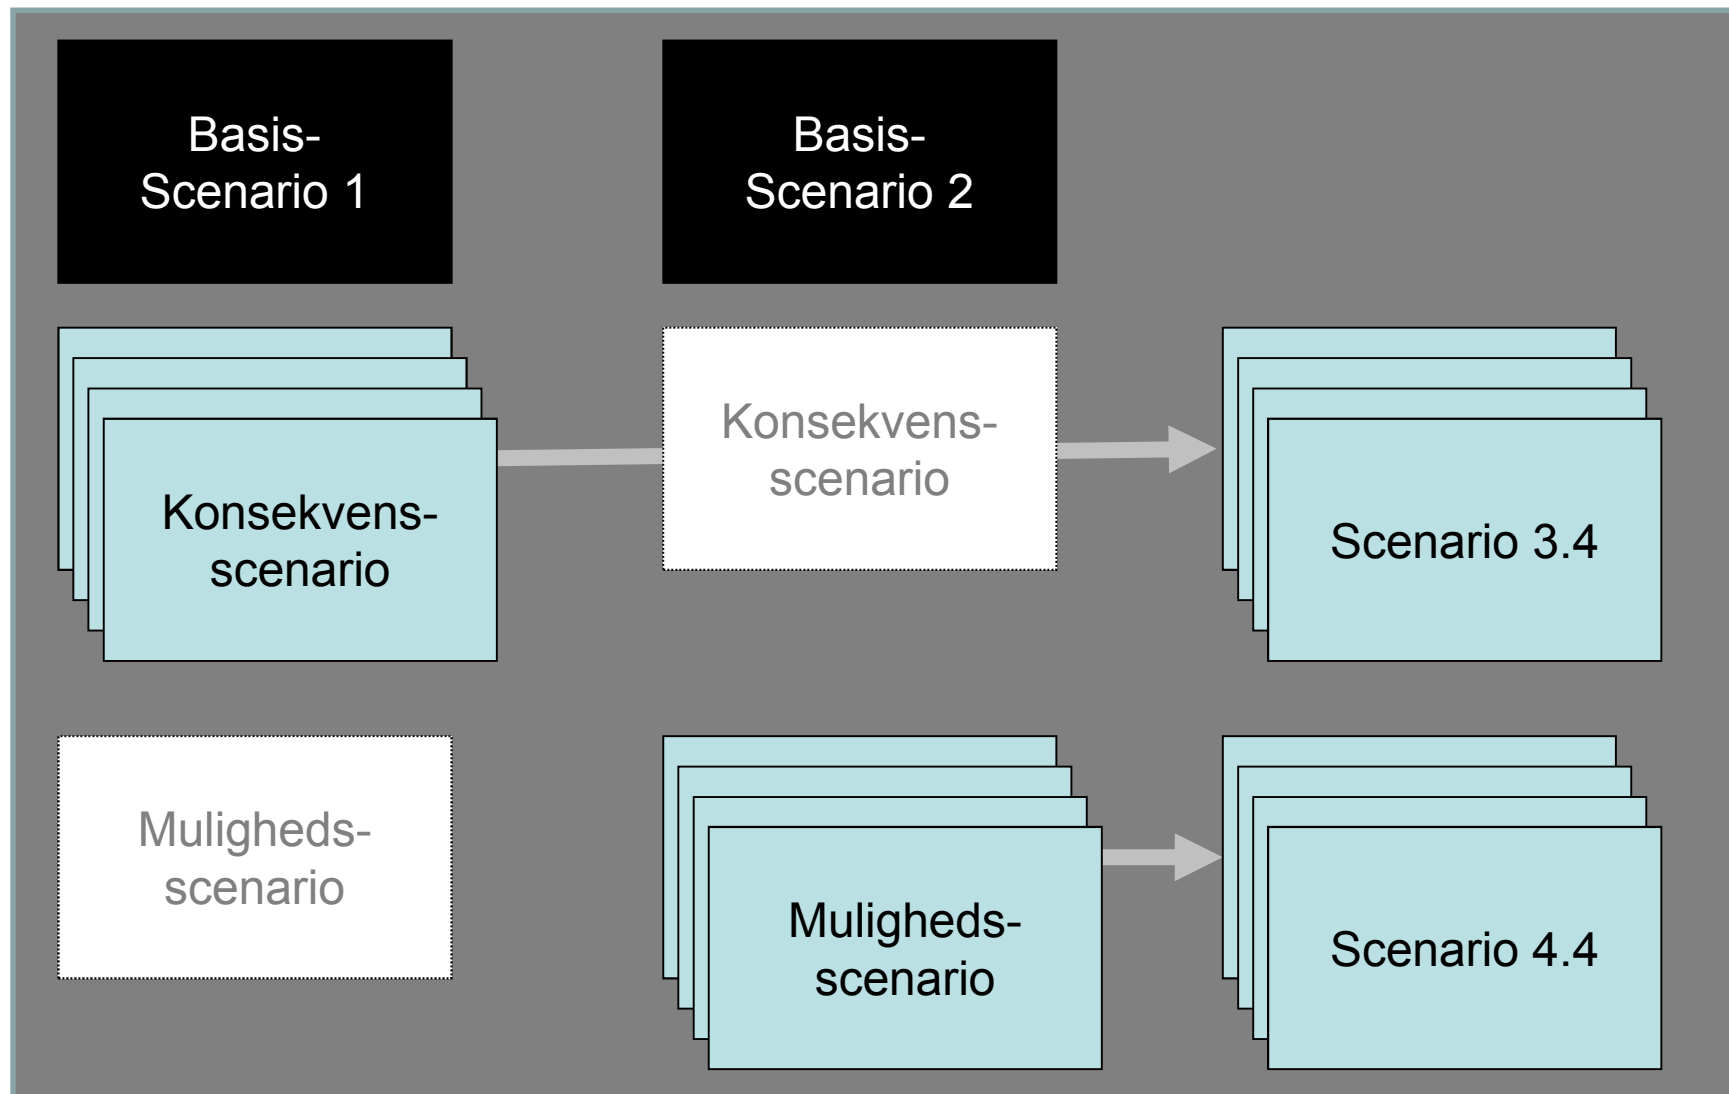 Basis-
Scenario 1
Basis-
Scenario 2
Konsekvens-
scenario
Konsekvens-
scenario
Scenario 3.4
Muligheds-
scenario
Muligheds-
scenario
Scenario 4.4